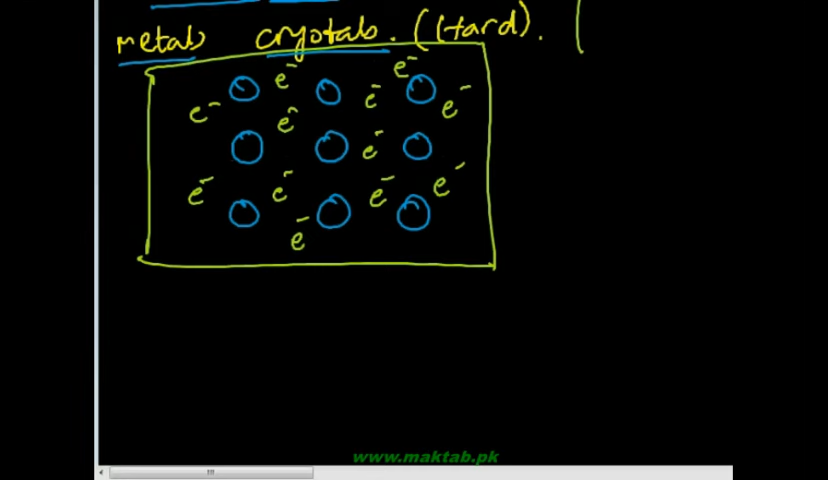 metals crystals. (Hard). (
e⁻ e⁻
e⁻ e⁻ e⁻ e⁻
e⁻
e⁻ e⁻ e⁻ e⁻
e⁻
www.maktab.pk